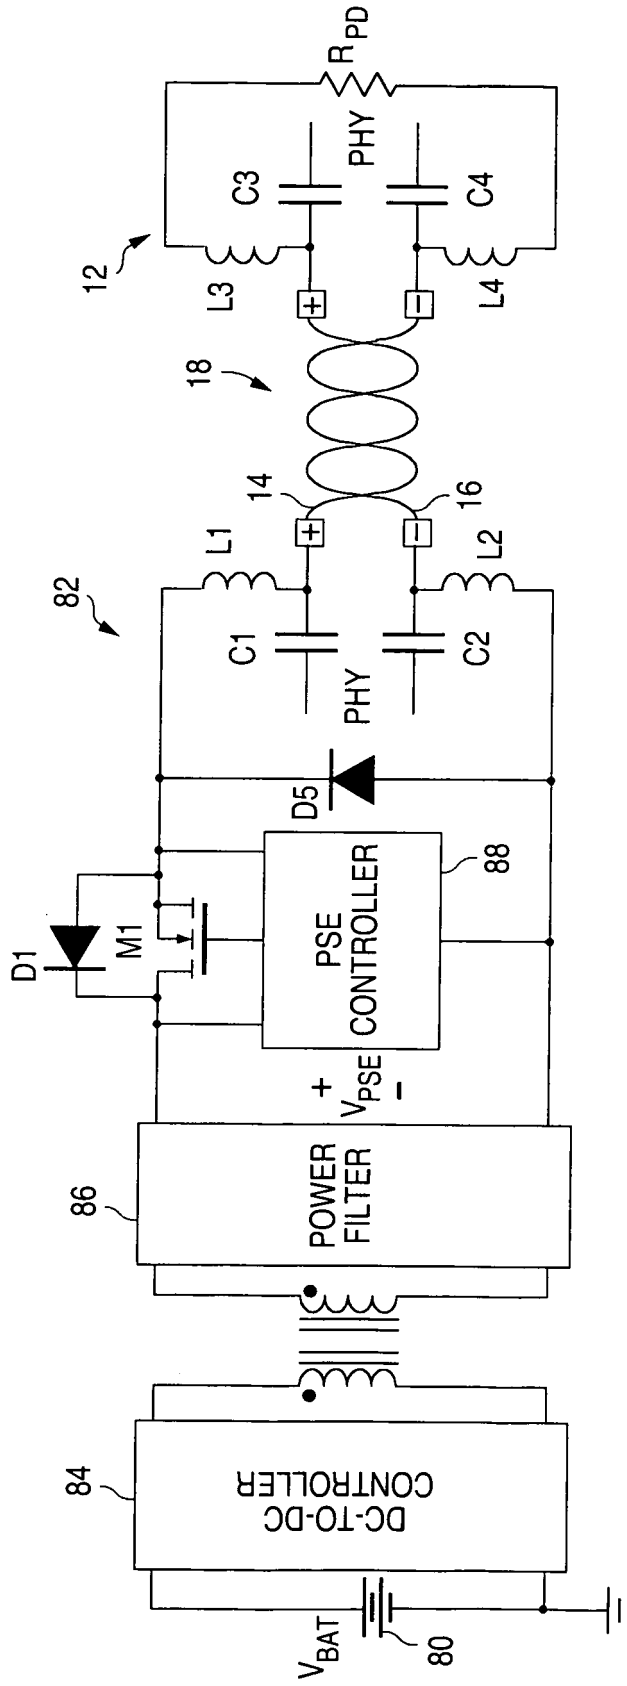 V_BAT
80
84
DC-TO-DC
CONTROLLER
86
POWER
FILTER
+
V_PSE
−
D1
M1
PSE
CONTROLLER
88
D5
82
C1
PHY
C2
L1
L2
+
−
14
16
18
12
+
−
L3
L4
C3
PHY
C4
R_PD